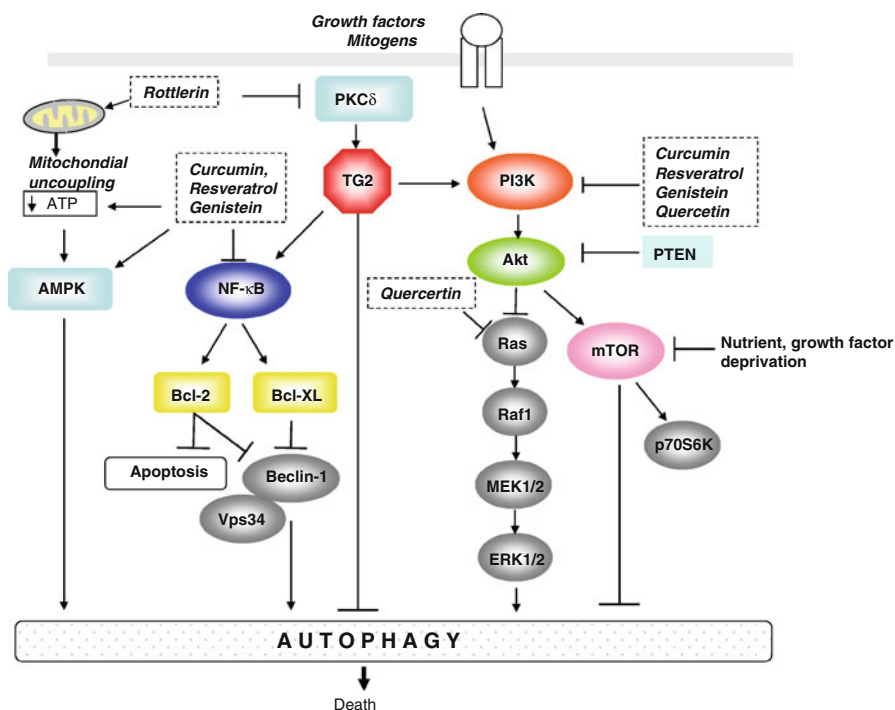 Growth factors
Mitogens
Rottlerin
PKCδ
Mitochondial
uncoupling
ATP
Curcumin,
Resveratrol
Genistein
TG2
PI3K
Curcumin
Resveratrol
Genistein
Quercetin
Akt
PTEN
AMPK
NF-κB
Quercertin
Ras
mTOR
Nutrient, growth factor
deprivation
Bcl-2
Bcl-XL
Raf1
p70S6K
Apoptosis
Beclin-1
MEK1/2
Vps34
ERK1/2
AUTOPHAGY
Death